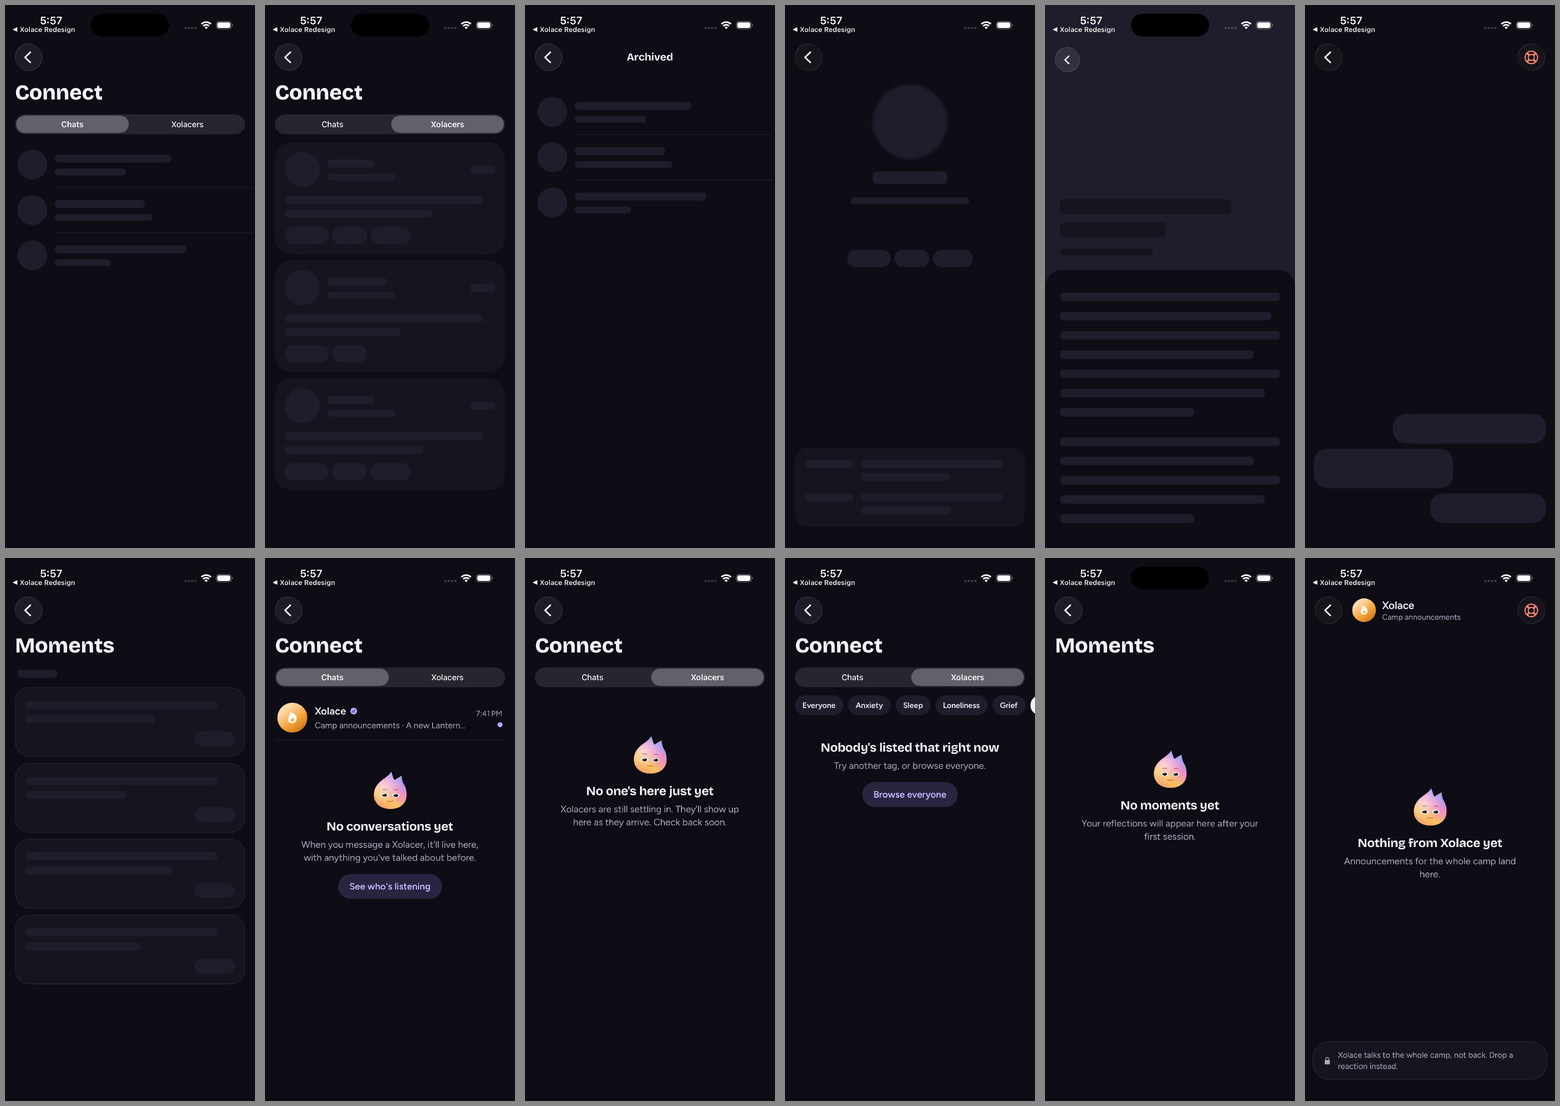 5:57
◀ Xolace Redesign
Connect
Chats
Xolacers
5:57
◀ Xolace Redesign
Connect
Chats
Xolacers
5:57
◀ Xolace Redesign
Archived
5:57
◀ Xolace Redesign
5:57
◀ Xolace Redesign
5:57
◀ Xolace Redesign
5:57
◀ Xolace Redesign
Moments
5:57
◀ Xolace Redesign
Connect
Chats
Xolacers
Xolace
7:41 PM
Camp announcements · A new Lantern...
No conversations yet
When you message a Xolacer, it'll live here,
with anything you've talked about before.
See who's listening
5:57
◀ Xolace Redesign
Connect
Chats
Xolacers
No one's here just yet
Xolacers are still settling in. They'll show up
here as they arrive. Check back soon.
5:57
◀ Xolace Redesign
Connect
Chats
Xolacers
Everyone
Anxiety
Sleep
Loneliness
Grief
Nobody's listed that right now
Try another tag, or browse everyone.
Browse everyone
5:57
◀ Xolace Redesign
Moments
No moments yet
Your reflections will appear here after your
first session.
5:57
◀ Xolace Redesign
Xolace
Camp announcements
Nothing from Xolace yet
Announcements for the whole camp land
here.
Xolace talks to the whole camp, not back. Drop a
reaction instead.